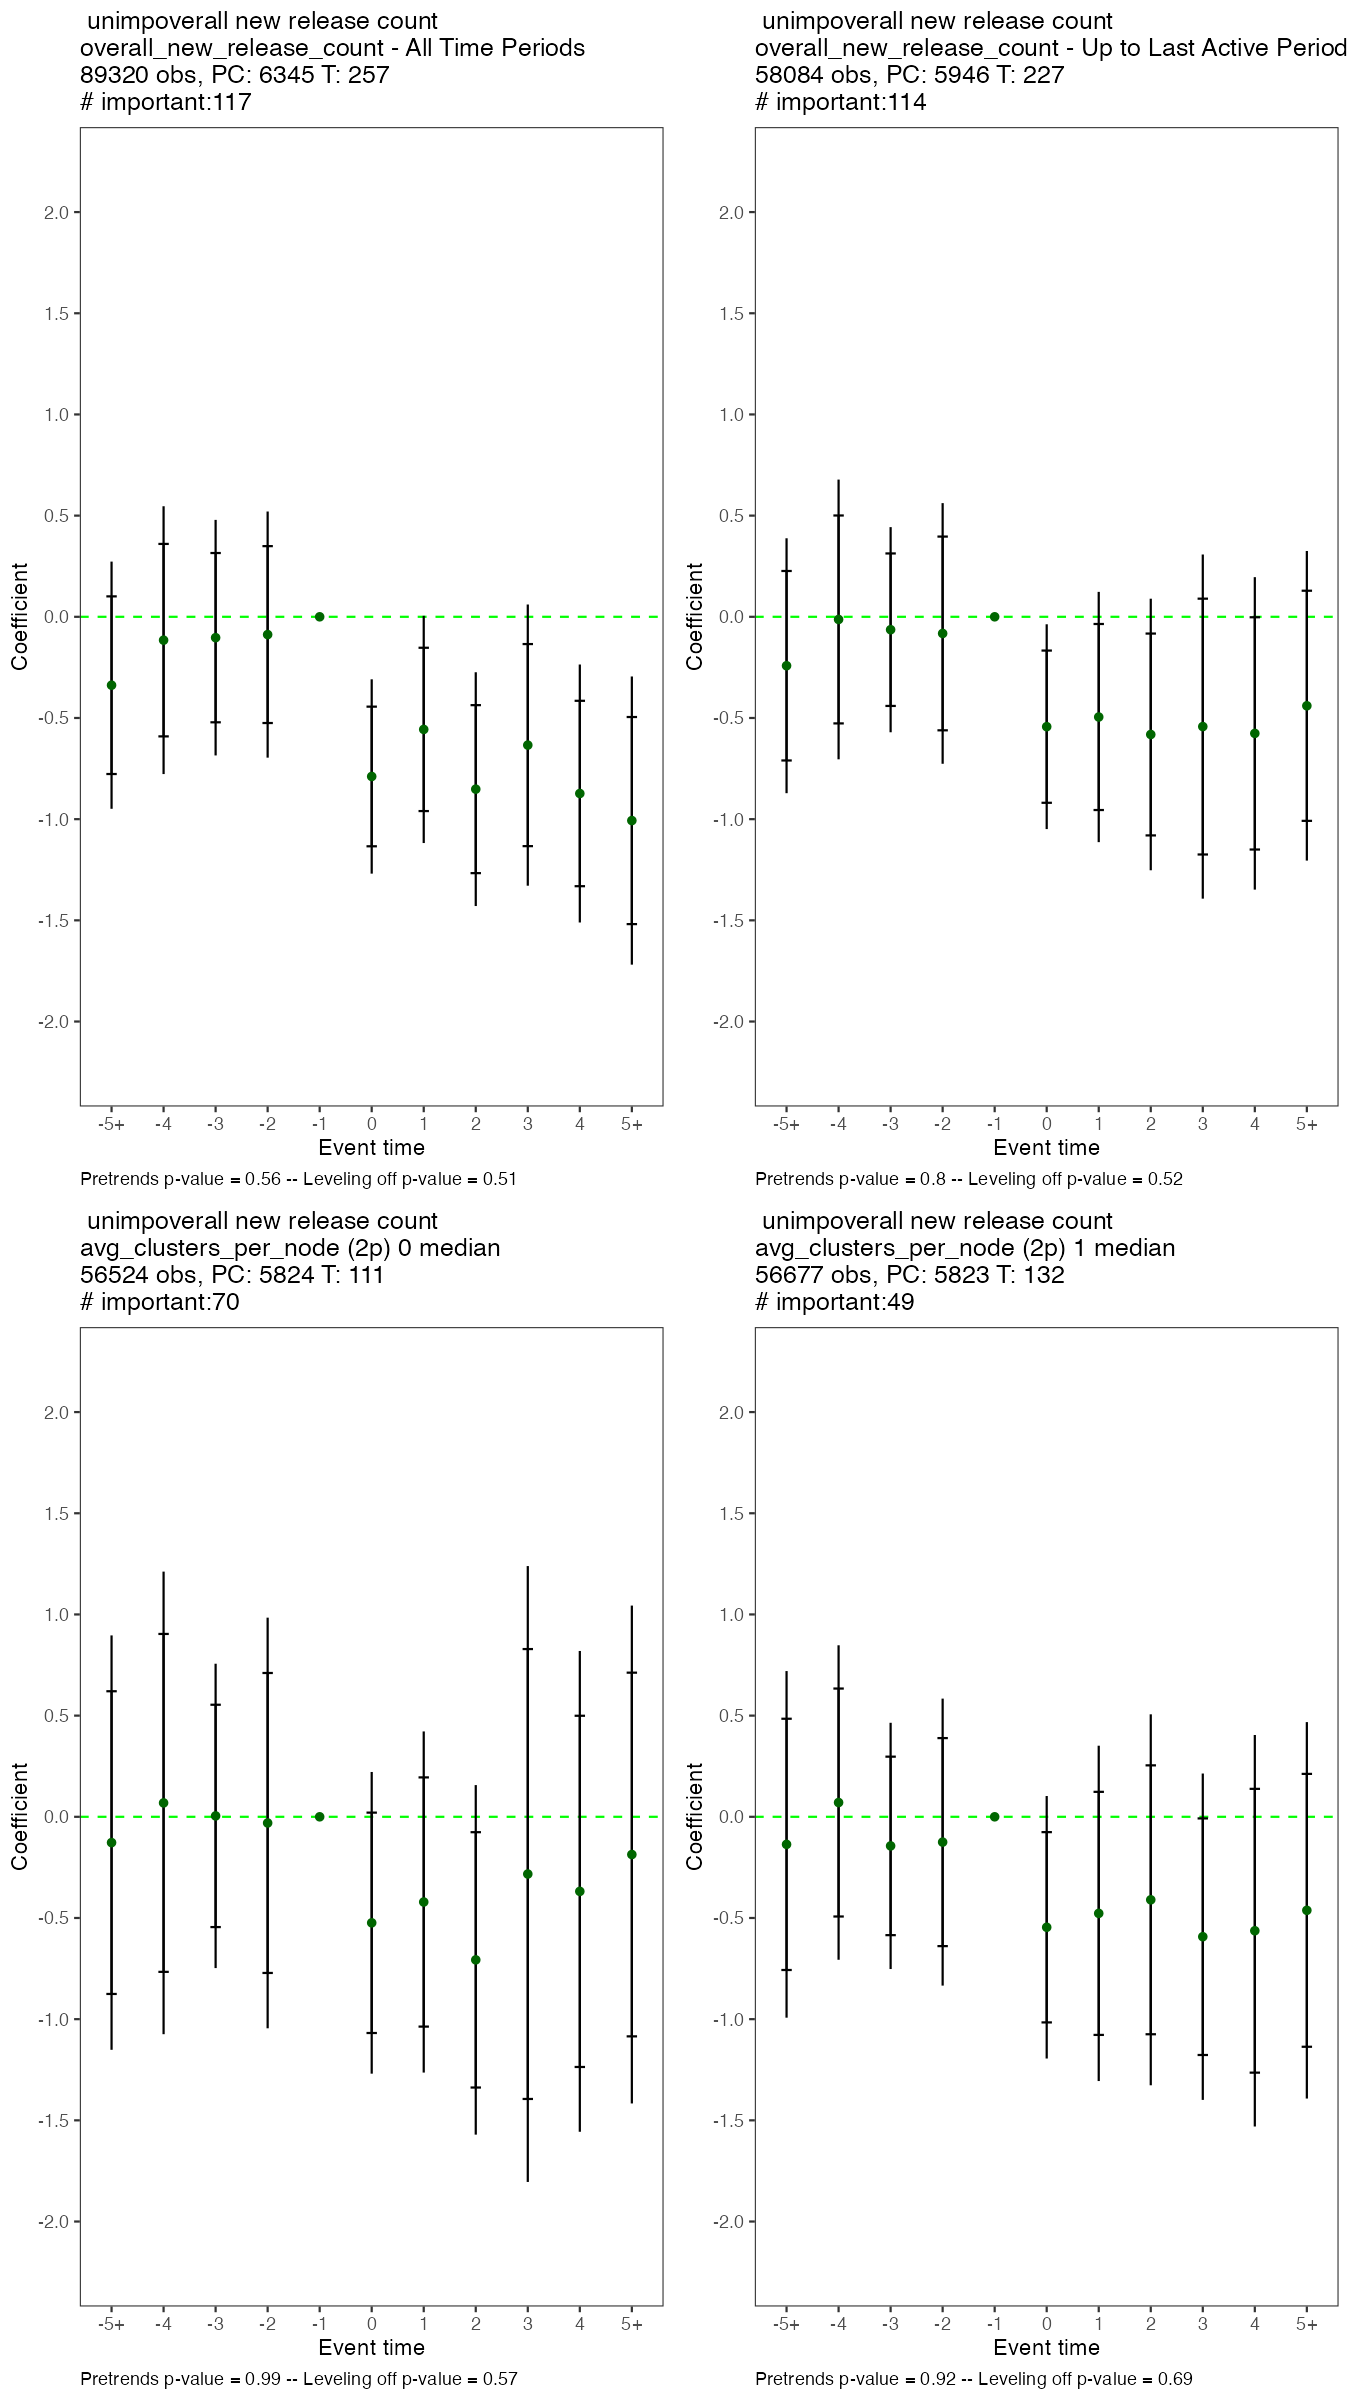 unimpoverall new release count
overall_new_release_count - All Time Periods
89320 obs, PC: 6345 T: 257
# important:117
2.0
1.5
1.0
0.5
0.0
-0.5
-1.0
-1.5
-2.0
Coefficient
-5+ -4 -3 -2 -1 0 1 2 3 4 5+
Event time
Pretrends p-value = 0.56 -- Leveling off p-value = 0.51
unimpoverall new release count
overall_new_release_count - Up to Last Active Period
58084 obs, PC: 5946 T: 227
# important:114
2.0
1.5
1.0
0.5
0.0
-0.5
-1.0
-1.5
-2.0
Coefficient
-5+ -4 -3 -2 -1 0 1 2 3 4 5+
Event time
Pretrends p-value = 0.8 -- Leveling off p-value = 0.52
unimpoverall new release count
avg_clusters_per_node (2p) 0 median
56524 obs, PC: 5824 T: 111
# important:70
2.0
1.5
1.0
0.5
0.0
-0.5
-1.0
-1.5
-2.0
Coefficient
-5+ -4 -3 -2 -1 0 1 2 3 4 5+
Event time
Pretrends p-value = 0.99 -- Leveling off p-value = 0.57
unimpoverall new release count
avg_clusters_per_node (2p) 1 median
56677 obs, PC: 5823 T: 132
# important:49
2.0
1.5
1.0
0.5
0.0
-0.5
-1.0
-1.5
-2.0
Coefficient
-5+ -4 -3 -2 -1 0 1 2 3 4 5+
Event time
Pretrends p-value = 0.92 -- Leveling off p-value = 0.69